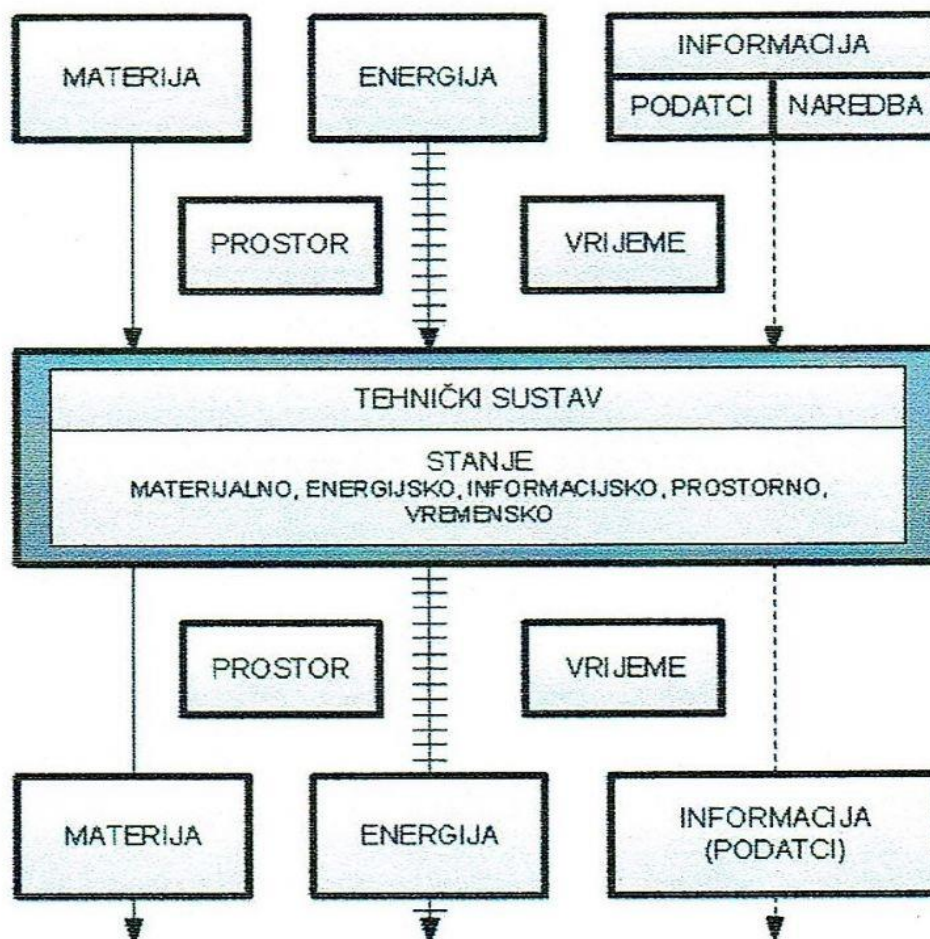 MATERIJA
ENERGIJA
INFORMACIJA
PODATCI
NAREDBA
PROSTOR
VRIJEME
TEHNIČKI SUSTAV
STANJE
MATERIJALNO, ENERGIJSKO, INFORMACIJSKO, PROSTORNO,
VREMENSKO
PROSTOR
VRIJEME
MATERIJA
ENERGIJA
INFORMACIJA
(PODATCI)